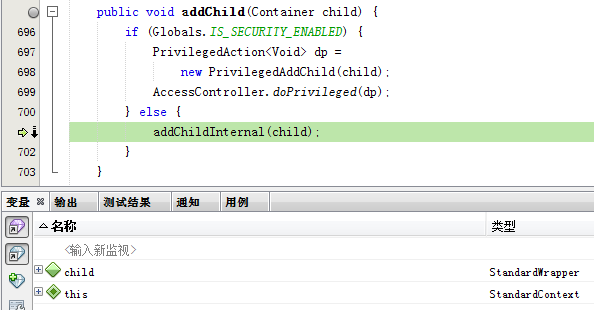 public void addChild(Container child) {
696 if (Globals.IS_SECURITY_ENABLED) {
697 PrivilegedAction<Void> dp =
698 new PrivilegedAddChild(child);
699 AccessController.doPrivileged(dp);
700 } else {
addChildInternal(child);
702 }
703 }
变量 输出 测试结果 通知 用例
名称 类型
<输入新监视>
child StandardWrapper
this StandardContext